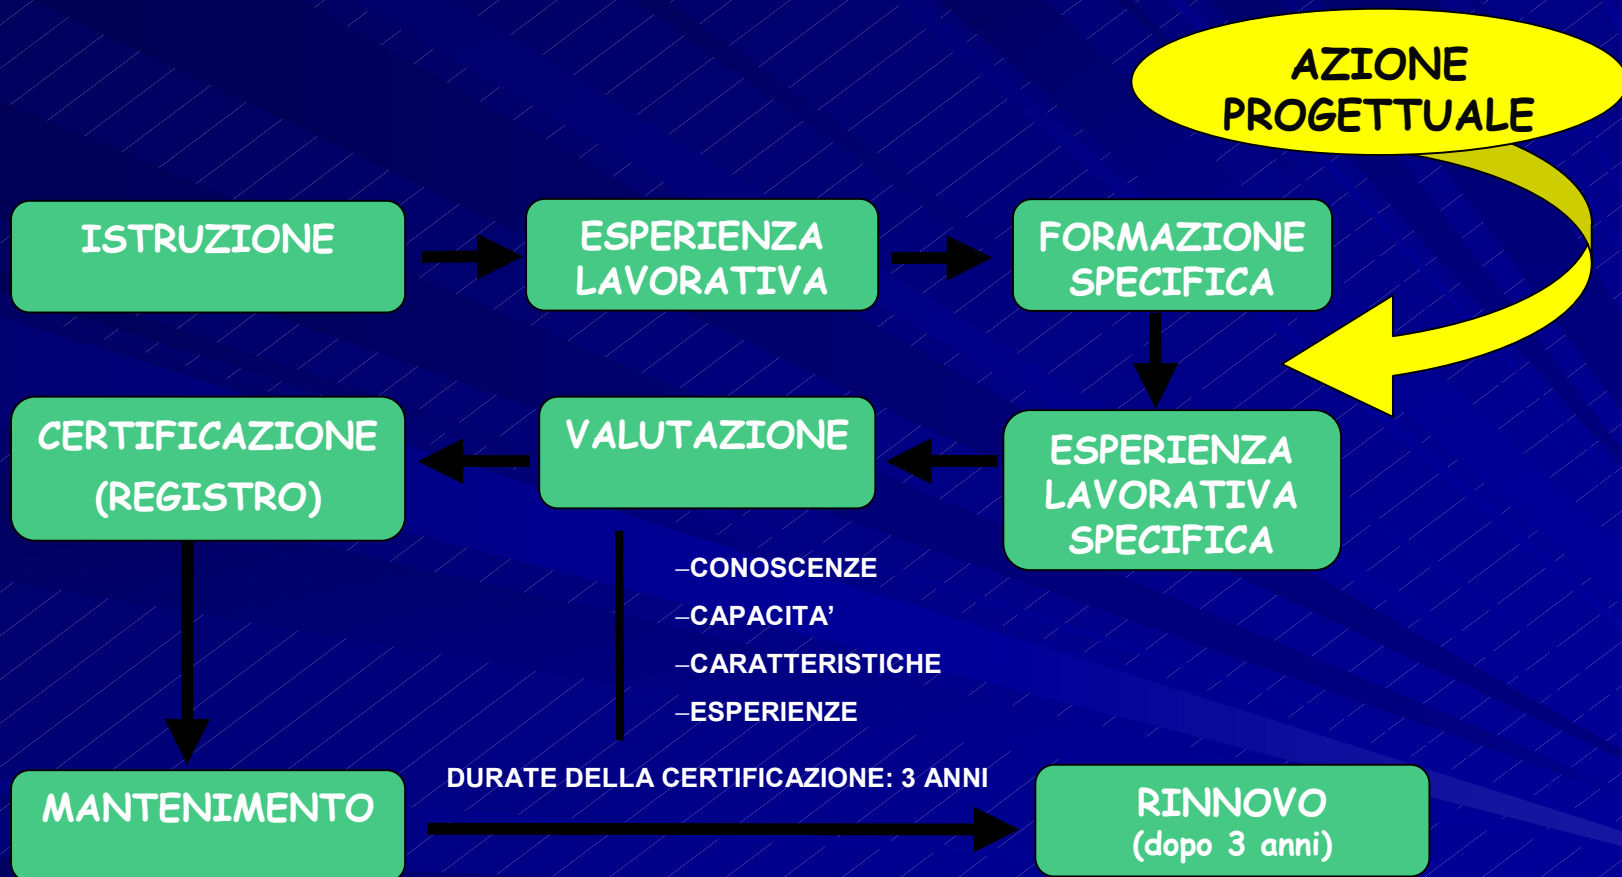 AZIONE
PROGETTUALE
ISTRUZIONE
ESPERIENZA
LAVORATIVA
FORMAZIONE
SPECIFICA
ESPERIENZA
LAVORATIVA
SPECIFICA
VALUTAZIONE
CERTIFICAZIONE
(REGISTRO)
–CONOSCENZE
–CAPACITA’
–CARATTERISTICHE
–ESPERIENZE
MANTENIMENTO
DURATE DELLA CERTIFICAZIONE: 3 ANNI
RINNOVO
(dopo 3 anni)